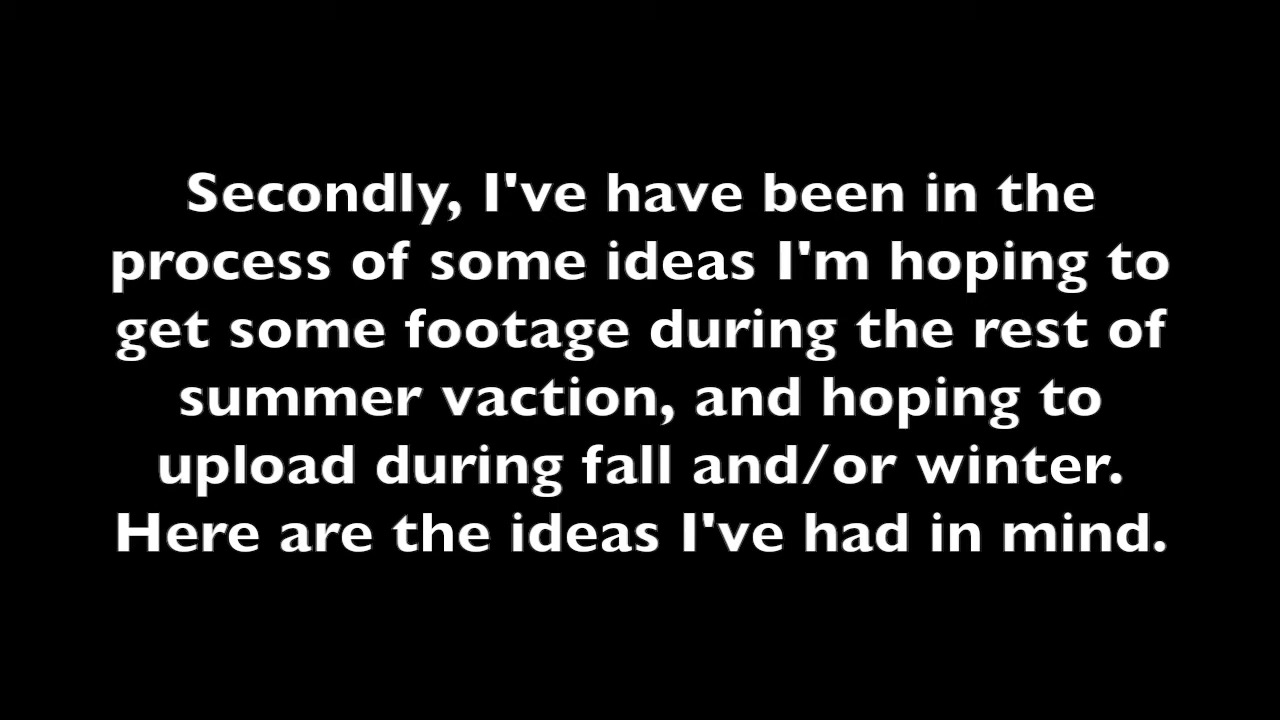 Secondly, I've have been in the
process of some ideas I'm hoping to
get some footage during the rest of
summer vaction, and hoping to
upload during fall and/or winter.
Here are the ideas I've had in mind.